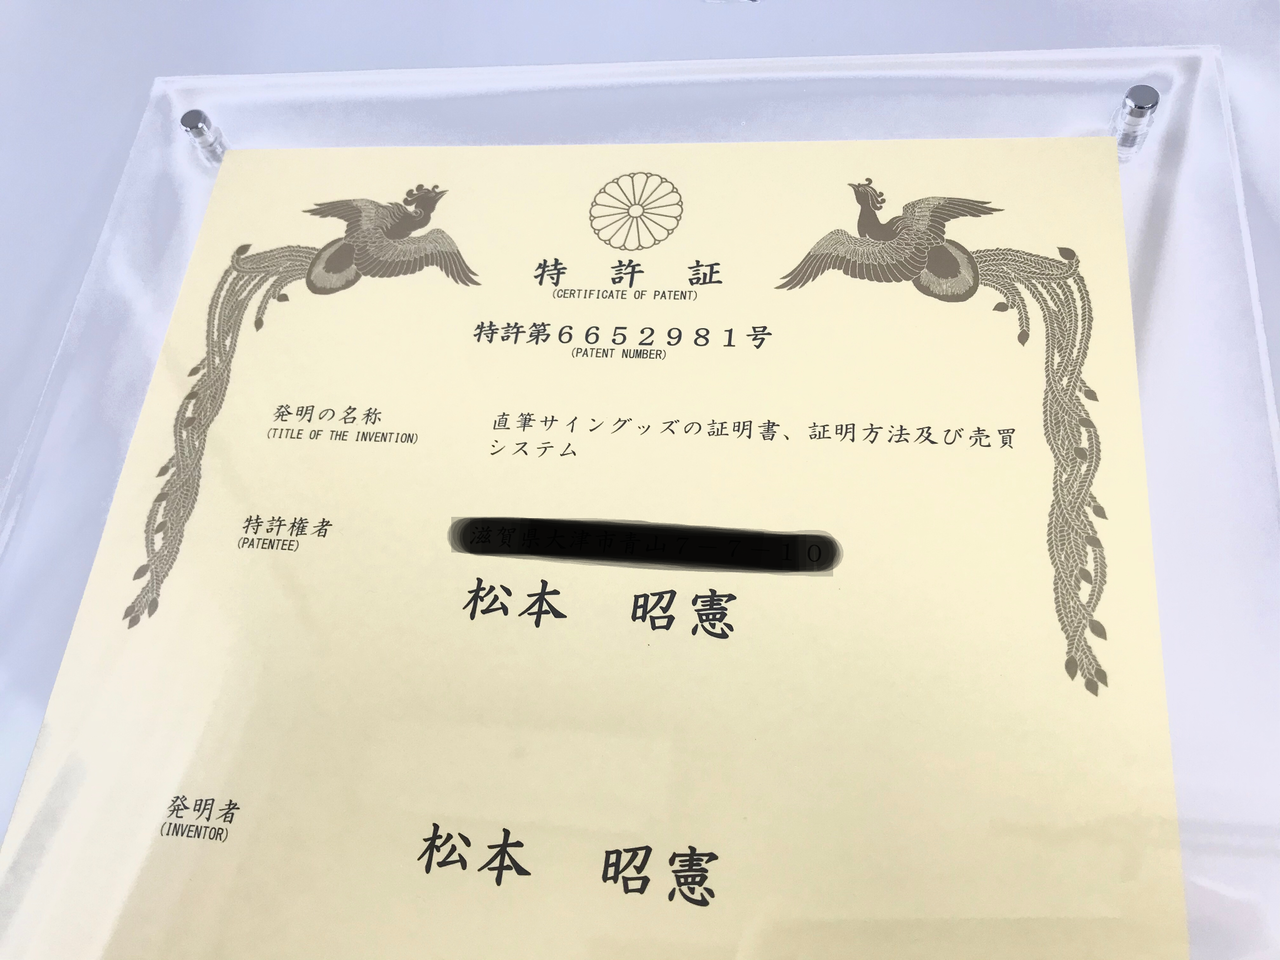 特許証
(CERTIFICATE OF PATENT)
特許第6652981号
(PATENT NUMBER)
発明の名称
(TITLE OF THE INVENTION)
直筆サイングッズの証明書、証明方法及び売買
システム
特許権者
(PATENTEE)
松本 昭憲
発明者
(INVENTOR)
松本 昭憲